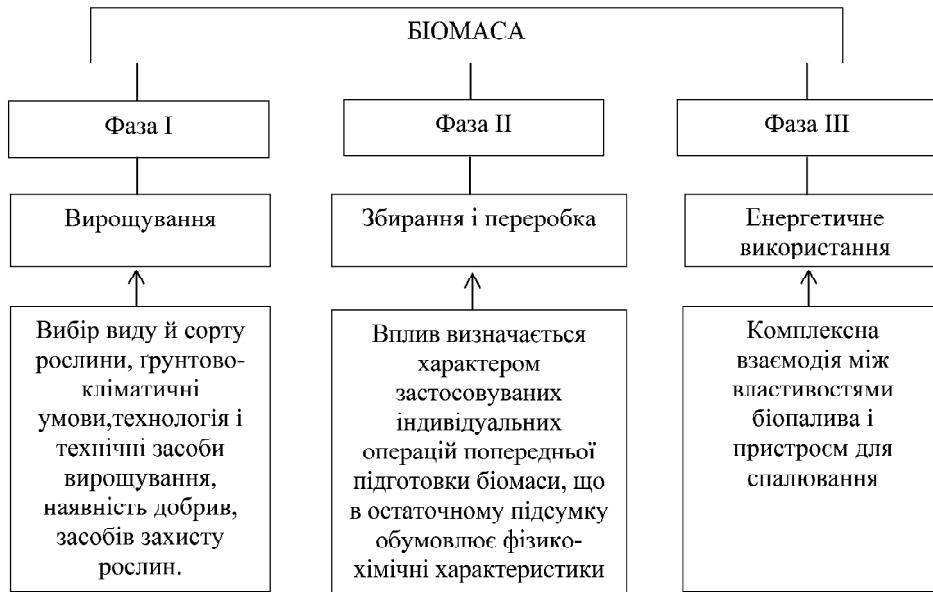 БІОМАСА
Фаза I
Фаза II
Фаза III
Вирощування
Збирання і переробка
Енергетичне
використання
Вибір виду й сорту
рослини, ґрунтово-
кліматичні
умови,технологія і
технічні засоби
вирощування,
наявність добрив,
засобів захисту
рослин.
Вплив визначається
характером
застосовуваних
індивідуальних
операцій попередньої
підготовки біомаси, що
в остаточному підсумку
обумовлює фізико-
хімічні характеристики
Комплексна
взаємодія між
властивостями
біопалива і
пристроєм для
спалювання